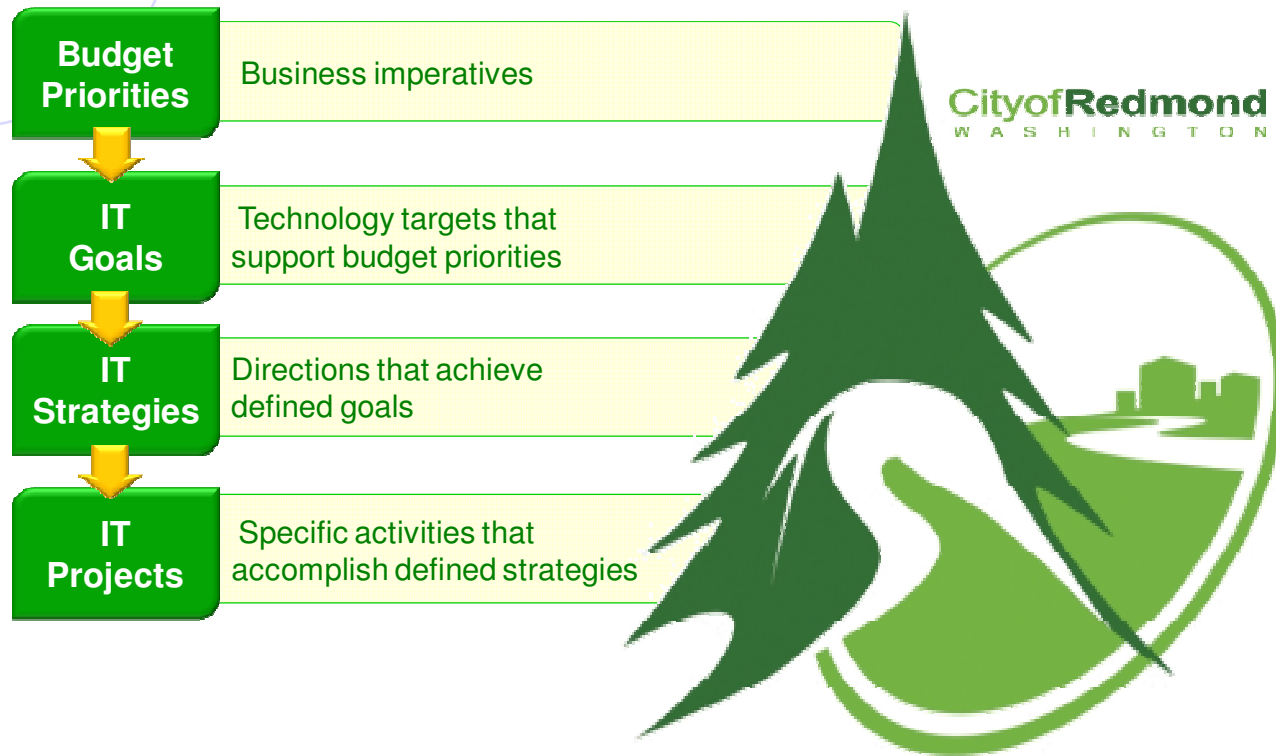 Budget
Priorities
Business imperatives
CityofRedmond
WASHINGTON
IT
Goals
Technology targets that
support budget priorities
IT
Strategies
Directions that achieve
defined goals
IT
Projects
Specific activities that
accomplish defined strategies